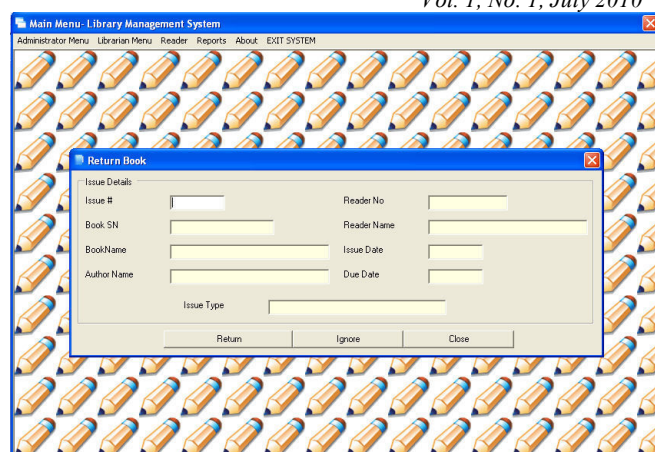 Vol. 1, No. 1, July 2010
Main Menu- Library Management System
Administrator Menu Librarian Menu Reader Reports About EXIT SYSTEM
Return Book
Issue Details
Issue # Reader No
Book SN Reader Name
BookName Issue Date
Author Name Due Date
Issue Type
Return Ignore Close